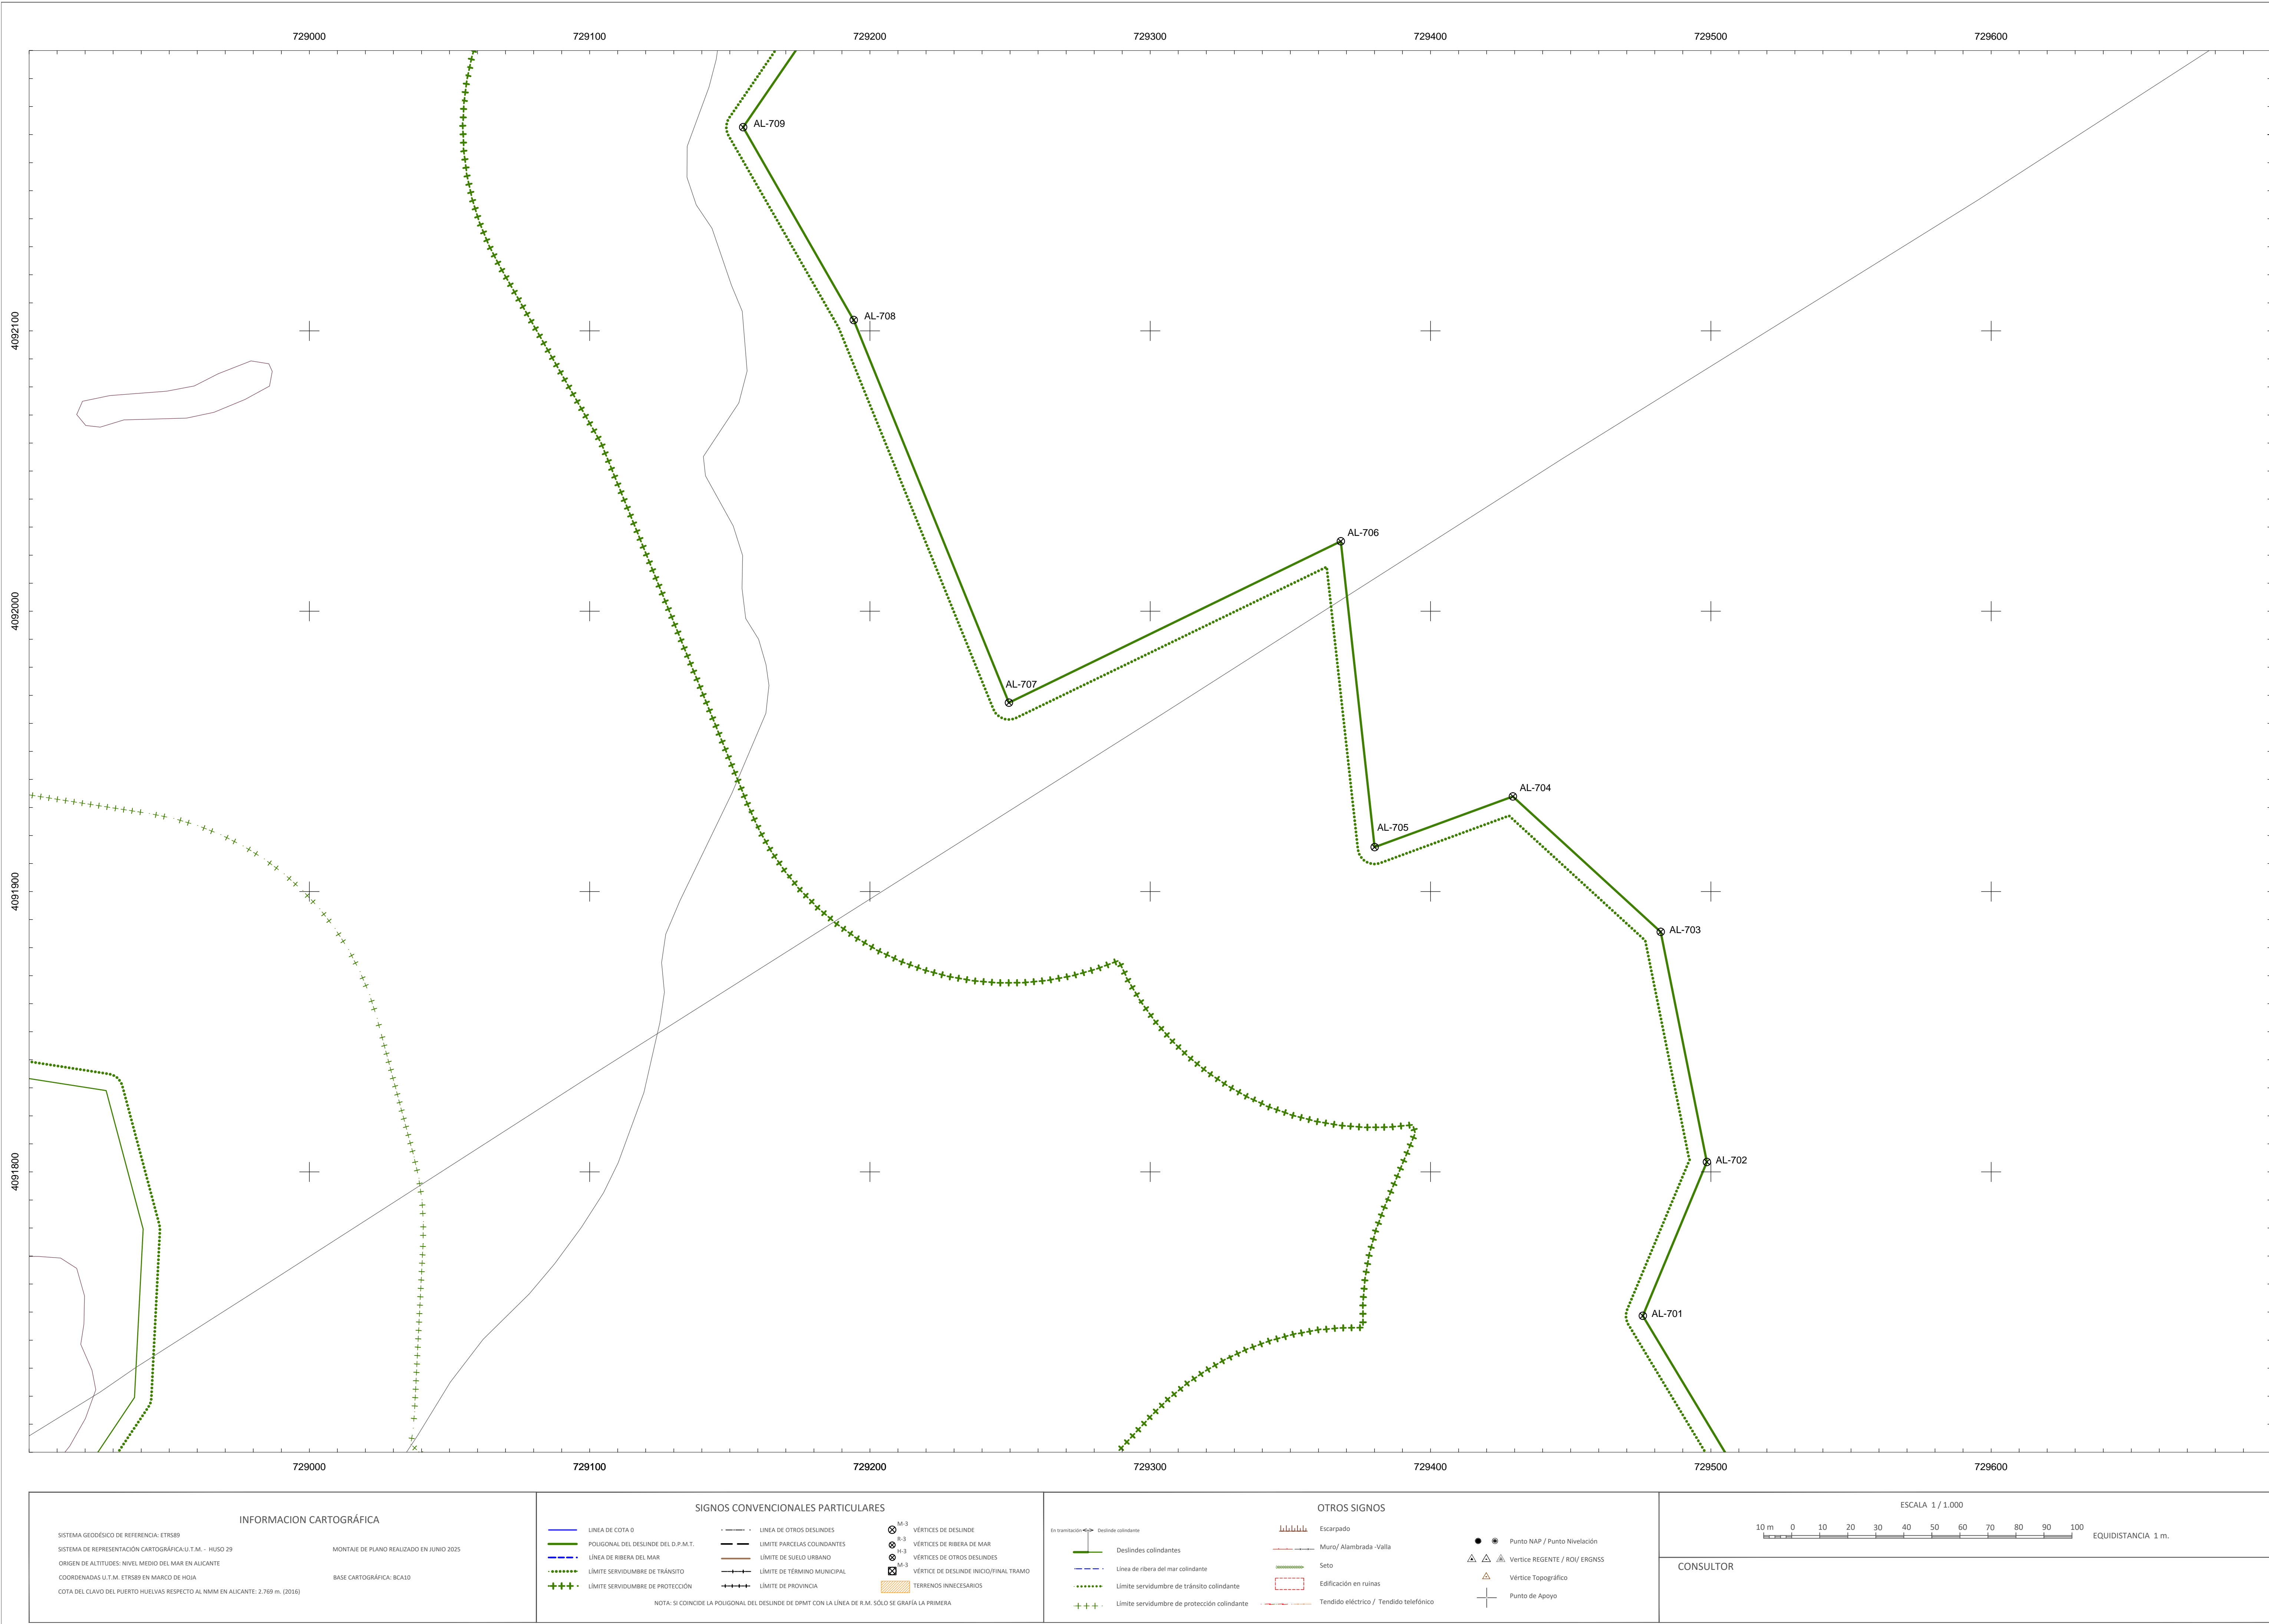 729000 729100 729200 729300 729400 729500 729600
AL-709
AL-708
4092100
AL-706
4092000
AL-707
AL-704
AL-705
4091900
AL-703
4091800
AL-702
AL-701
729000 729100 729200 729300 729400 729500 729600
INFORMACION CARTOGRÁFICA
SISTEMA GEODÉSICO DE REFERENCIA: ETRS89
SISTEMA DE REPRESENTACIÓN CARTOGRÁFICA:U.T.M. - HUSO 29
MONTAJE DE PLANO REALIZADO EN JUNIO 2025
ORIGEN DE ALTITUDES: NIVEL MEDIO DEL MAR EN ALICANTE
COORDENADAS U.T.M. ETRS89 EN MARCO DE HOJA
BASE CARTOGRÁFICA: BCA10
COTA DEL CLAVO DEL PUERTO HUELVAS RESPECTO AL NMM EN ALICANTE: 2.769 m. (2016)
SIGNOS CONVENCIONALES PARTICULARES
LINEA DE COTA 0
POLIGONAL DEL DESLINDE DEL D.P.M.T.
LÍNEA DE RIBERA DEL MAR
LÍMITE SERVIDUMBRE DE TRÁNSITO
LÍMITE SERVIDUMBRE DE PROTECCIÓN
LINEA DE OTROS DESLINDES
LIMITE PARCELAS COLINDANTES
LÍMITE DE SUELO URBANO
LÍMITE DE TÉRMINO MUNICIPAL
LÍMITE DE PROVINCIA
M-3
VÉRTICES DE DESLINDE
R-3
VÉRTICES DE RIBERA DE MAR
H-3
VÉRTICES DE OTROS DESLINDES
M-3
VÉRTICE DE DESLINDE INICIO/FINAL TRAMO
TERRENOS INNECESARIOS
NOTA: SI COINCIDE LA POLIGONAL DEL DESLINDE DE DPMT CON LA LÍNEA DE R.M. SÓLO SE GRAFÍA LA PRIMERA
OTROS SIGNOS
En tramitación Deslinde colindante
Deslindes colindantes
Línea de ribera del mar colindante
Límite servidumbre de tránsito colindante
Límite servidumbre de protección colindante
Escarpado
Muro/ Alambrada -Valla
Seto
Edificación en ruinas
Tendido eléctrico / Tendido telefónico
Punto NAP / Punto Nivelación
Vertice REGENTE / ROI/ ERGNSS
Vértice Topográfico
Punto de Apoyo
ESCALA 1 / 1.000
10 m 0 10 20 30 40 50 60 70 80 90 100
EQUIDISTANCIA 1 m.
CONSULTOR